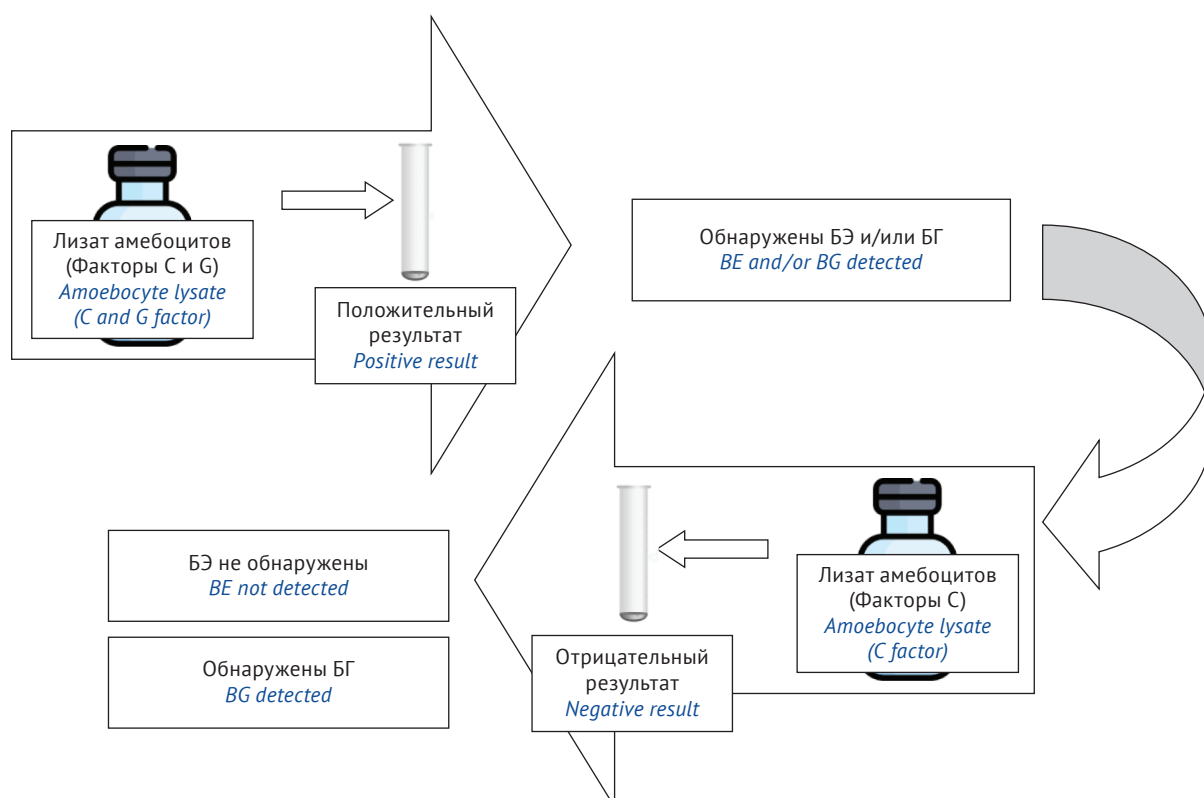 Лизат амебоцитов
(Факторы C и G)
Amoebocyte lysate
(C and G factor)
Положительный
результат
Positive result
Обнаружены БЭ и/или БГ
BE and/or BG detected
Лизат амебоцитов
(Факторы C)
Amoebocyte lysate
(C factor)
Отрицательный
результат
Negative result
БЭ не обнаружены
BE not detected
Обнаружены БГ
BG detected